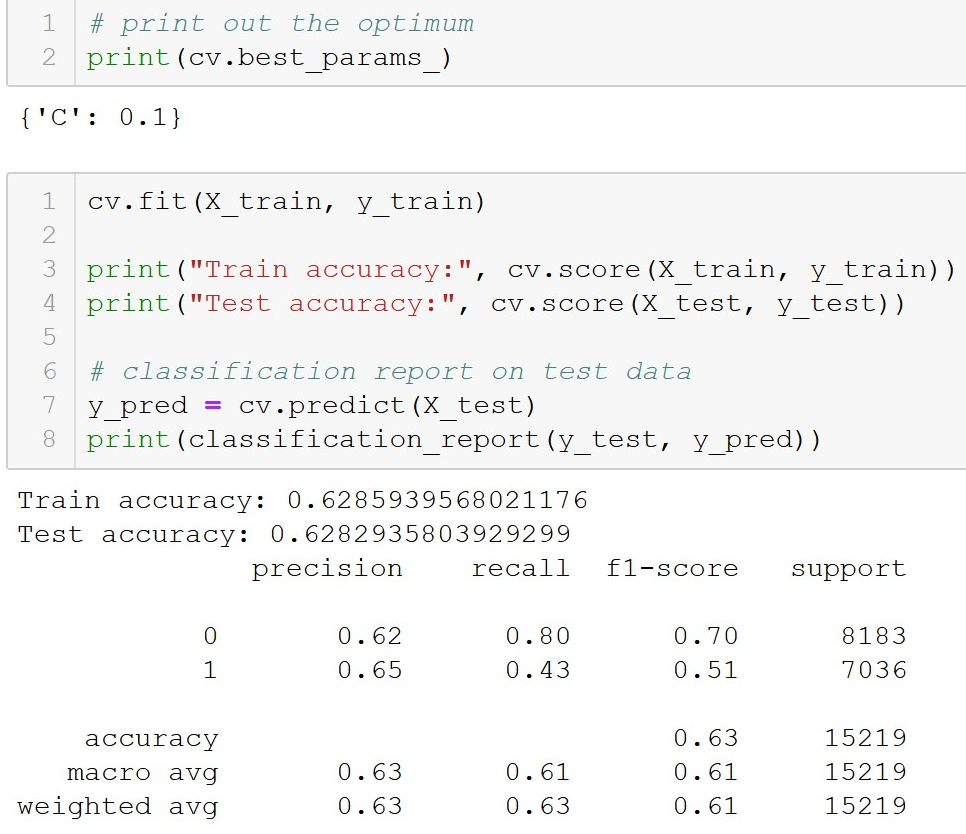 1 # print out the optimum
2 print(cv.best_params_)
{'C': 0.1}
1 cv.fit(X_train, y_train)
2
3 print("Train accuracy:", cv.score(X_train, y_train))
4 print("Test accuracy:", cv.score(X_test, y_test))
5
6 # classification report on test data
7 y_pred = cv.predict(X_test)
8 print(classification_report(y_test, y_pred))
Train accuracy: 0.6285939568021176
Test accuracy: 0.6282935803929299
precision recall f1-score support
0 0.62 0.80 0.70 8183
1 0.65 0.43 0.51 7036
accuracy 0.63 15219
macro avg 0.63 0.61 0.61 15219
weighted avg 0.63 0.63 0.61 15219